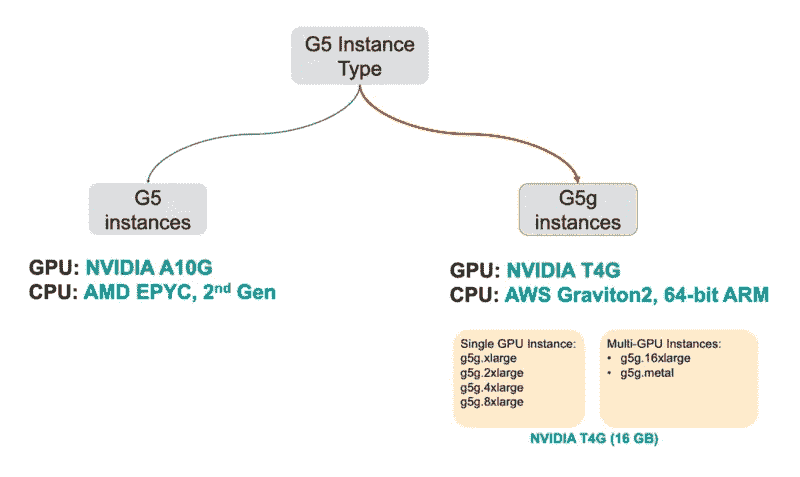 G5 Instance
Type
G5
instances
GPU: NVIDIA A10G
CPU: AMD EPYC, 2nd Gen
G5g
instances
GPU: NVIDIA T4G
CPU: AWS Graviton2, 64-bit ARM
Single GPU Instance:
g5g.xlarge
g5g.2xlarge
g5g.4xlarge
g5g.8xlarge
Multi-GPU Instances:
• g5g.16xlarge
• g5g.metal
NVIDIA T4G (16 GB)